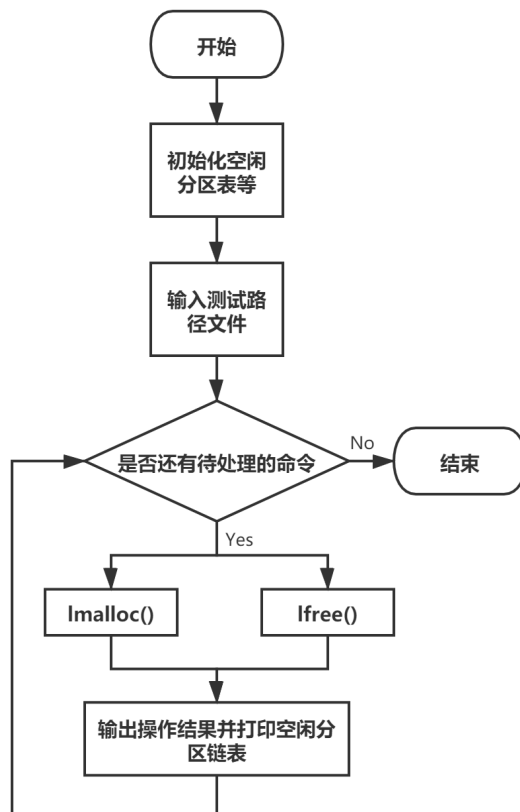 开始
初始化空闲
分区表等
输入测试路
径文件
是否还有待处理的命令
No
结束
Yes
lmalloc()
lfree()
输出操作结果并打印空闲分
区链表